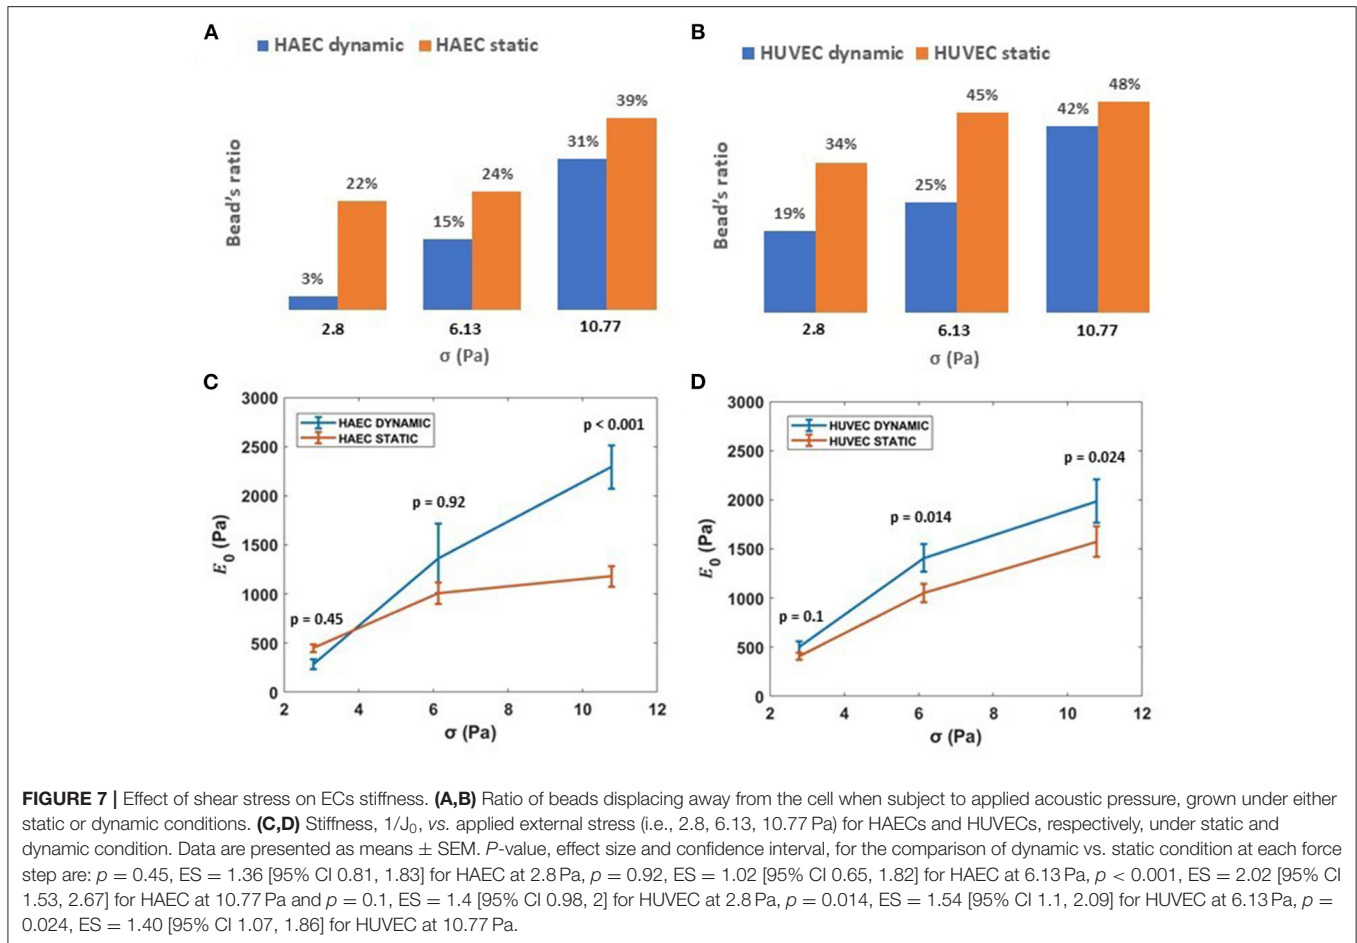 A
HAEC dynamic HAEC static
Bead's ratio
3%
22%
15%
24%
31%
39%
2.8 6.13 10.77
σ (Pa)
B
HUVEC dynamic HUVEC static
Bead's ratio
19%
34%
25%
45%
42%
48%
2.8 6.13 10.77
σ (Pa)
C
3000
2500
2000
1500
1000
500
0
E0 (Pa)
HAEC DYNAMIC
HAEC STATIC
p = 0.45
p = 0.92
p < 0.001
2 4 6 8 10 12
σ (Pa)
D
3000
2500
2000
1500
1000
500
0
E0 (Pa)
HUVEC DYNAMIC
HUVEC STATIC
p = 0.1
p = 0.014
p = 0.024
2 4 6 8 10 12
σ (Pa)
FIGURE 7 | Effect of shear stress on ECs stiffness. (A,B) Ratio of beads displacing away from the cell when subject to applied acoustic pressure, grown under either
static or dynamic conditions. (C,D) Stiffness, 1/J0, vs. applied external stress (i.e., 2.8, 6.13, 10.77 Pa) for HAECs and HUVECs, respectively, under static and
dynamic condition. Data are presented as means ± SEM. P-value, effect size and confidence interval, for the comparison of dynamic vs. static condition at each force
step are: p = 0.45, ES = 1.36 [95% CI 0.81, 1.83] for HAEC at 2.8 Pa, p = 0.92, ES = 1.02 [95% CI 0.65, 1.82] for HAEC at 6.13 Pa, p < 0.001, ES = 2.02 [95% CI
1.53, 2.67] for HAEC at 10.77 Pa and p = 0.1, ES = 1.4 [95% CI 0.98, 2] for HUVEC at 2.8 Pa, p = 0.014, ES = 1.54 [95% CI 1.1, 2.09] for HUVEC at 6.13 Pa, p =
0.024, ES = 1.40 [95% CI 1.07, 1.86] for HUVEC at 10.77 Pa.